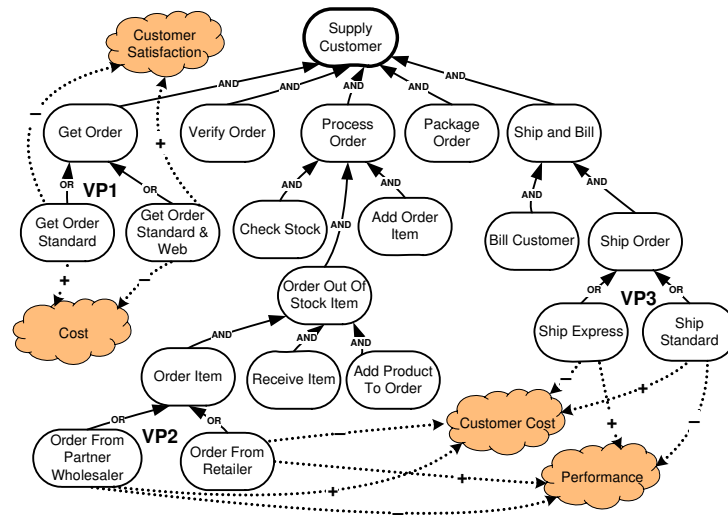 Customer
Satisfaction
Supply
Customer
AND
AND
AND
AND
AND
Get Order
Verify Order
Process
Order
Package
Order
Ship and Bill
–
+
OR
VP1
OR
AND
AND
AND
AND
AND
Get Order
Standard
Get Order
Standard &
Web
Check Stock
Add Order
Item
Bill Customer
Ship Order
+
–
Cost
Order Out Of
Stock Item
OR
VP3
OR
AND
AND
AND
Ship Express
Ship
Standard
Order Item
Receive Item
Add Product
To Order
–
+
+
–
OR
VP2
OR
Customer Cost
Order From
Partner
Wholesaler
Order From
Retailer
–
+
+
–
Performance